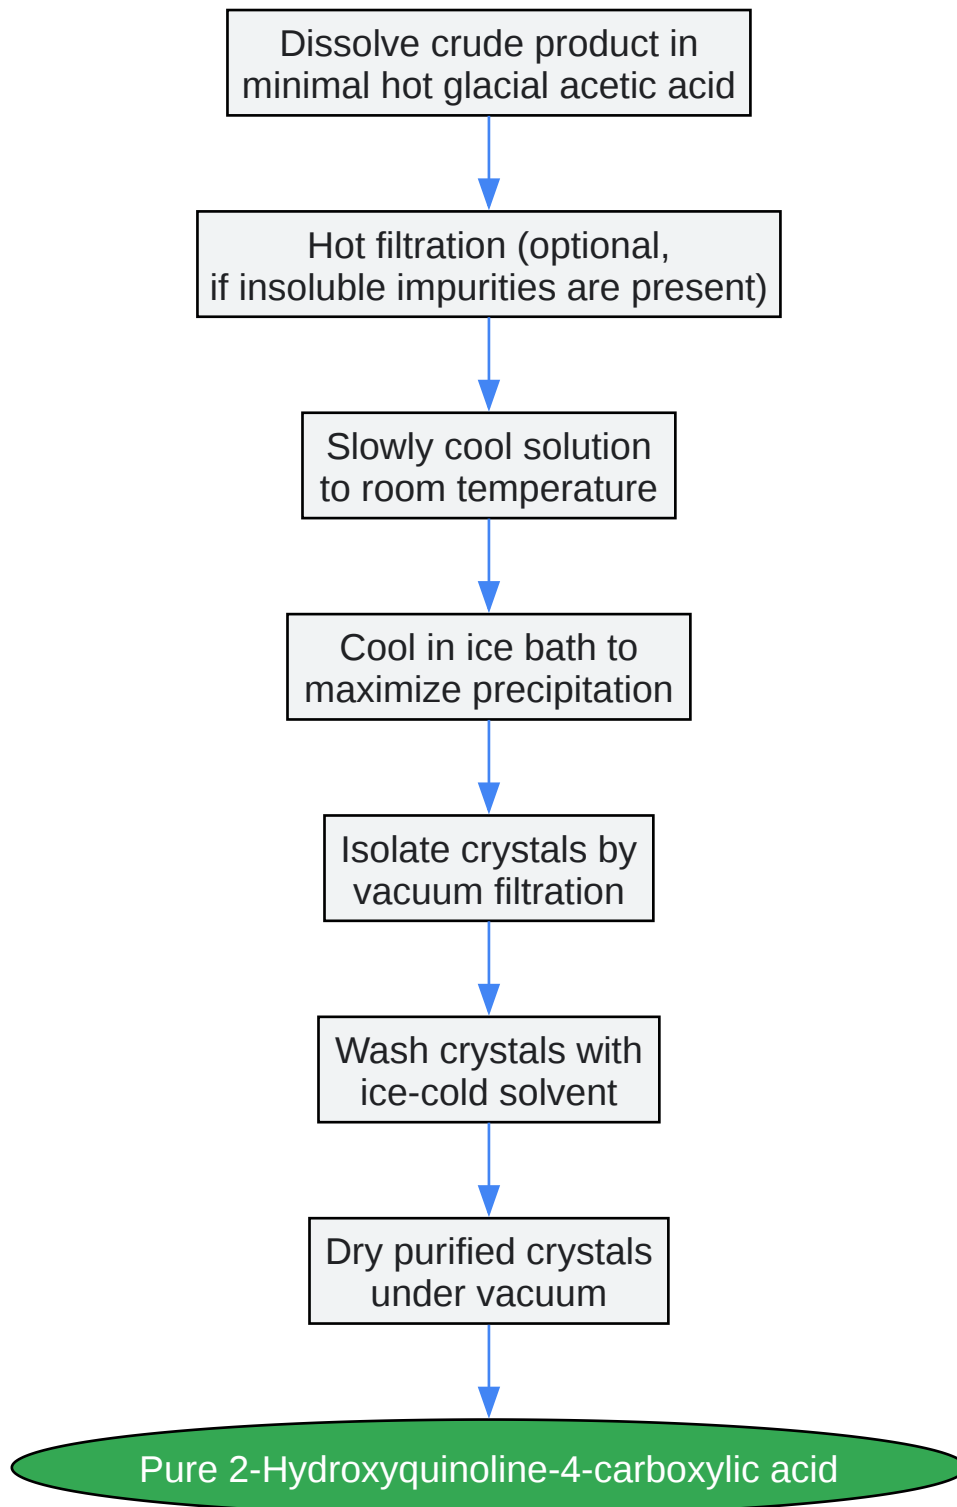 Dissolve crude product in
minimal hot glacial acetic acid
Hot filtration (optional,
if insoluble impurities are present)
Slowly cool solution
to room temperature
Cool in ice bath to
maximize precipitation
Isolate crystals by
vacuum filtration
Wash crystals with
ice-cold solvent
Dry purified crystals
under vacuum
Pure 2-Hydroxyquinoline-4-carboxylic acid